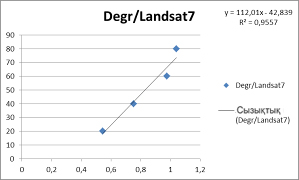 Degr/Landsat7
y = 112,01x - 42,839
R² = 0,9557
90
80
70
60
50
40
30
20
10
0
0
0,2
0,4
0,6
0,8
1
1,2
Degr/Landsat7
Сызықтық
(Degr/Landsat7)